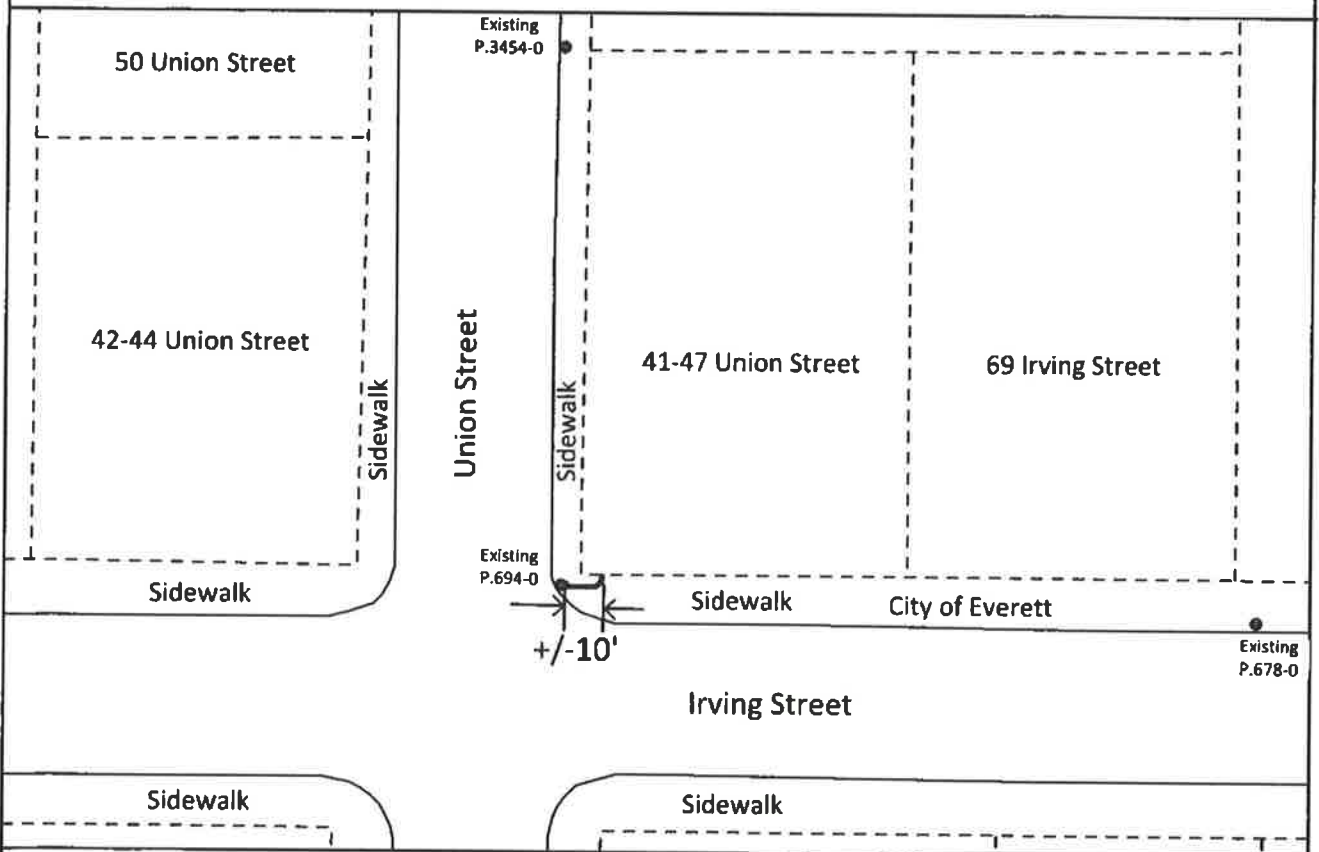 Existing
P.3454-0
50 Union Street
42-44 Union Street
Sidewalk
Union Street
Sidewalk
41-47 Union Street
69 Irving Street
Existing
P.694-0
Sidewalk
Sidewalk
City of Everett
+/-10'
Existing
P.678-0
Irving Street
Sidewalk
Sidewalk